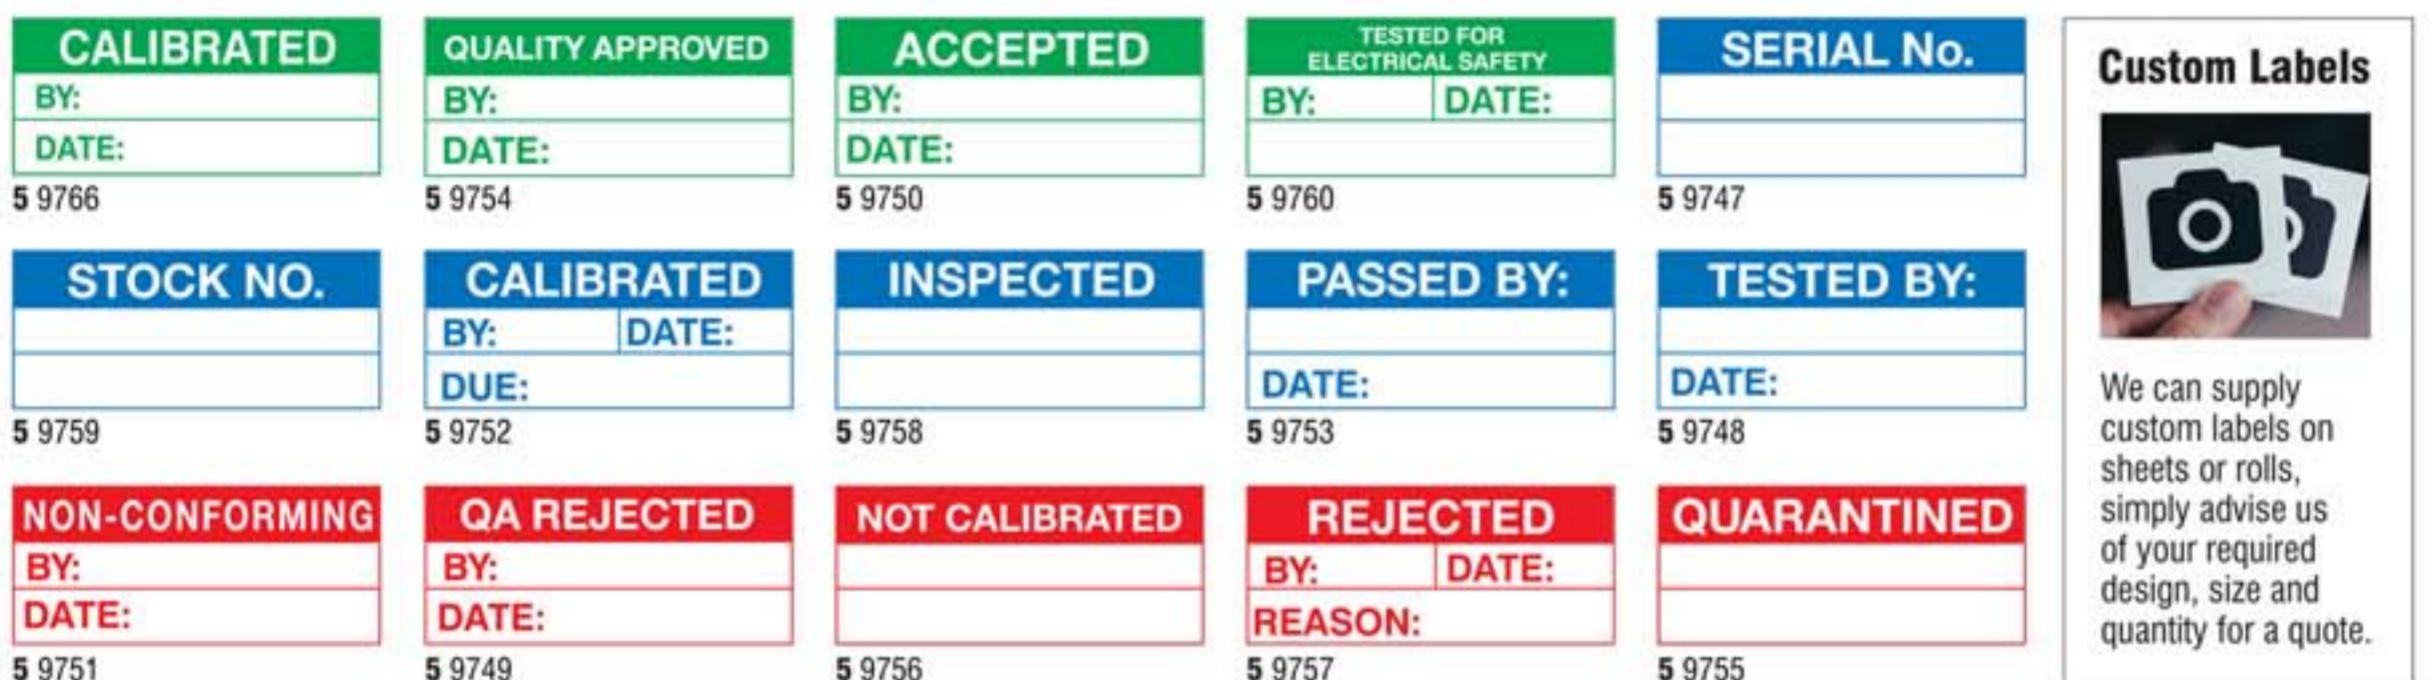 CALIBRATED
BY:
DATE:
5 9766
QUALITY APPROVED
BY:
DATE:
5 9754
ACCEPTED
BY:
DATE:
5 9750
TESTED FOR
ELECTRICAL SAFETY
BY: DATE:
5 9760
SERIAL No.
5 9747
STOCK NO.
5 9759
CALIBRATED
BY: DATE:
DUE:
5 9752
INSPECTED
5 9758
PASSED BY:
DATE:
5 9753
TESTED BY:
DATE:
5 9748
NON-CONFORMING
BY:
DATE:
5 9751
QA REJECTED
BY:
DATE:
5 9749
NOT CALIBRATED
5 9756
REJECTED
BY: DATE:
REASON:
5 9757
QUARANTINED
5 9755
Custom Labels
We can supply
custom labels on
sheets or rolls,
simply advise us
of your required
design, size and
quantity for a quote.